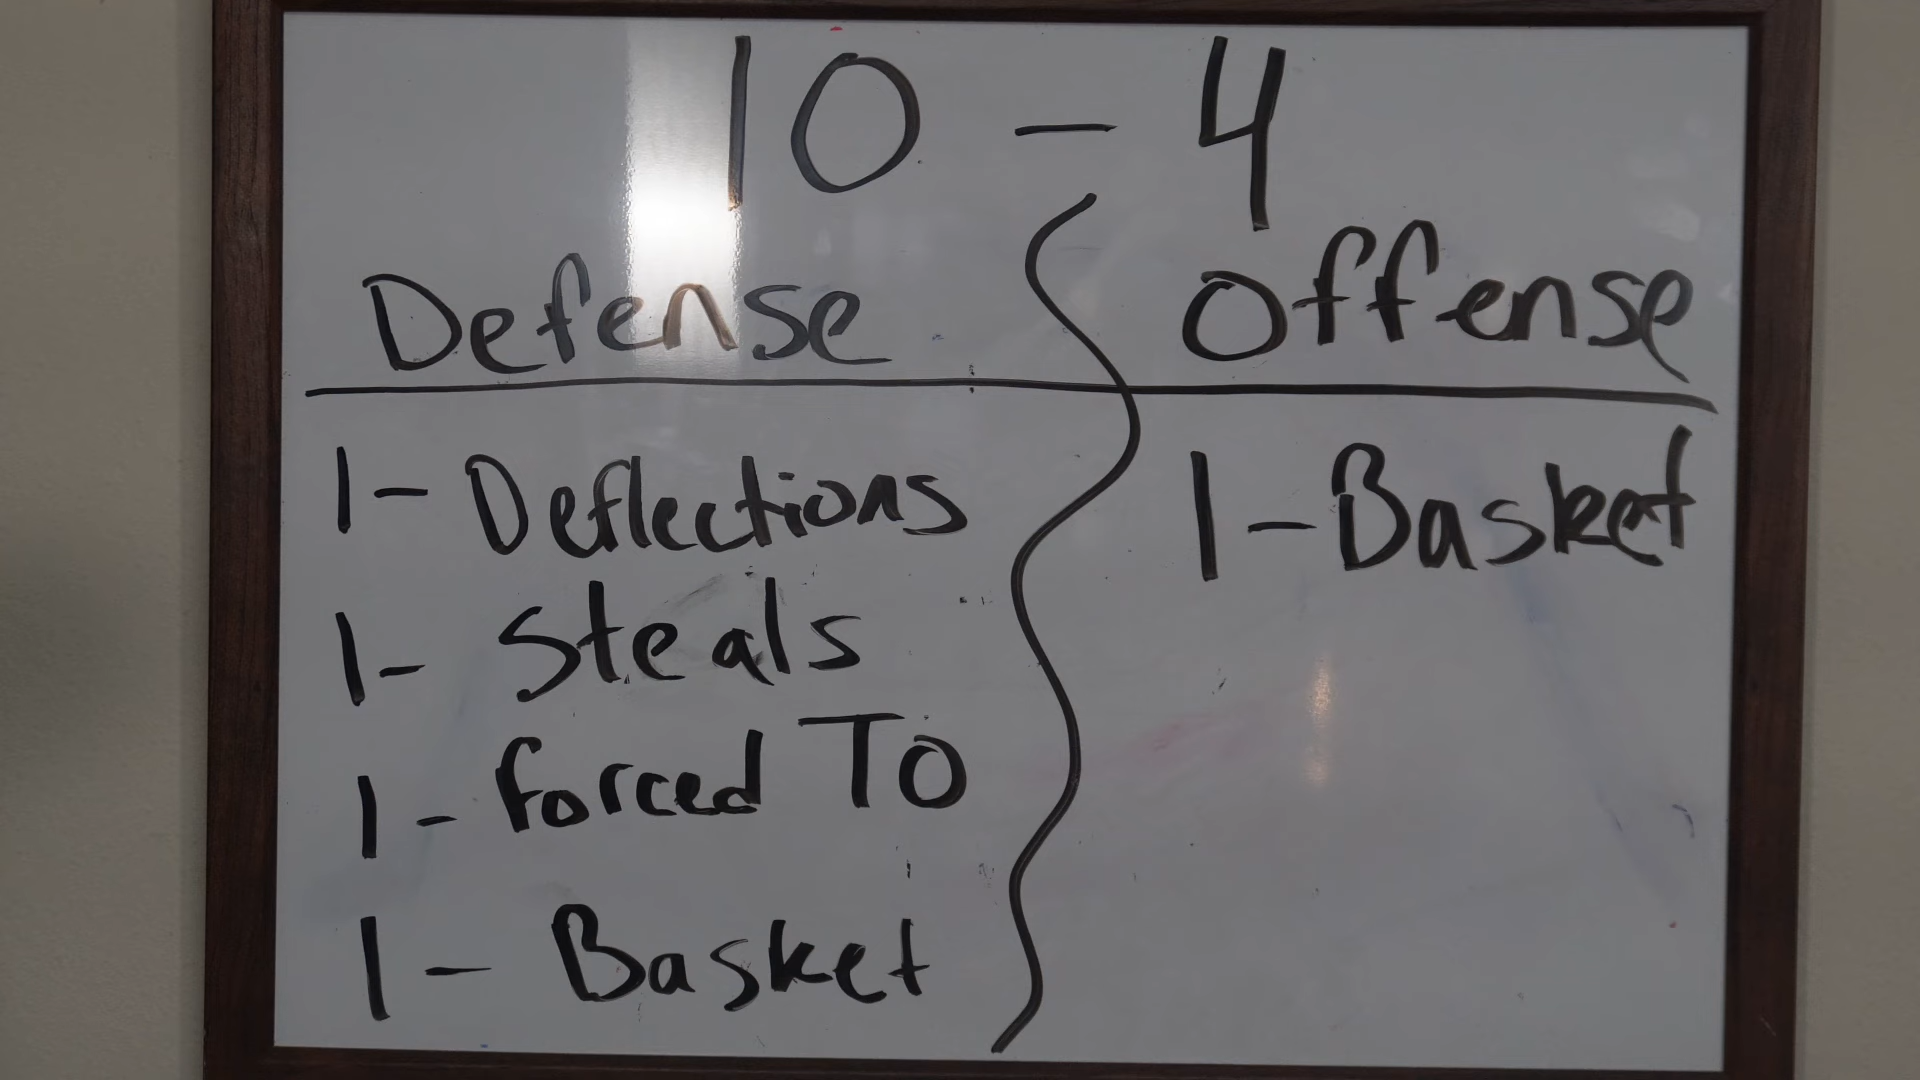 10 - 4
Defense
Offense
1- Deflections
1- Steals
1- forced TO
1- Basket
1- Basket